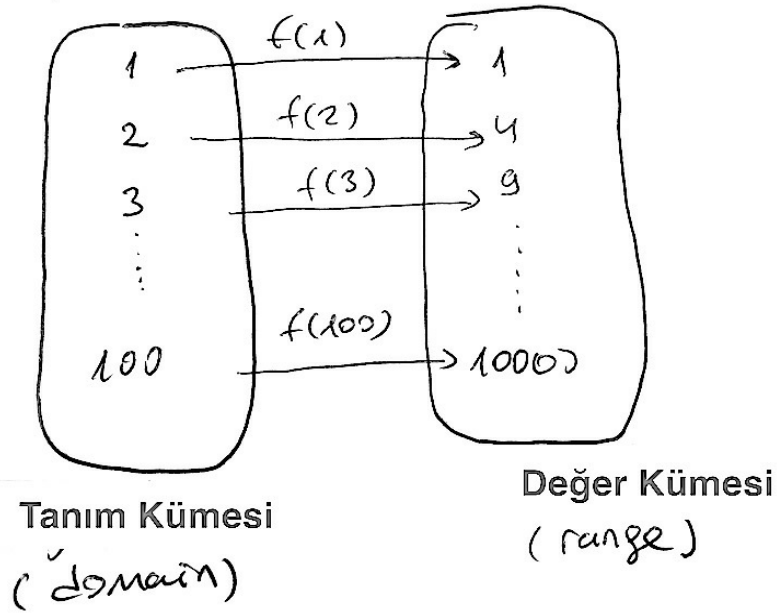 f(1)
1 1
f(2)
2 4
f(3)
3 9
f(100)
100 10000
Tanım Kümesi
(domain)
Değer Kümesi
(range)